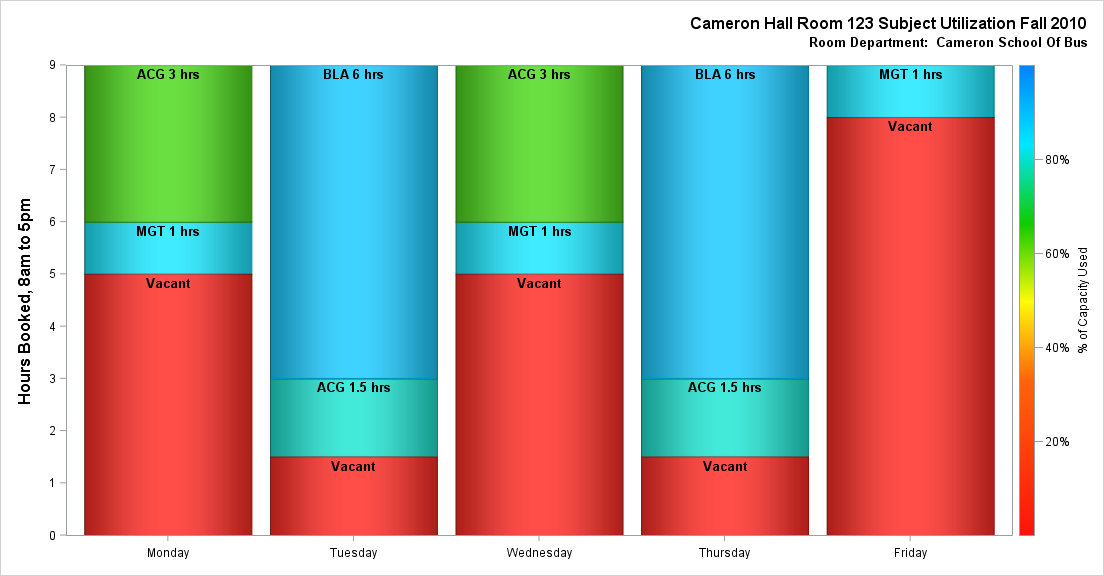 Cameron Hall Room 123 Subject Utilization Fall 2010
Room Department:  Cameron School Of Bus
Hours Booked, 8am to 5pm
9
8
7
6
5
4
3
2
1
0
ACG 3 hrs
MGT 1 hrs
Vacant
BLA 6 hrs
ACG 1.5 hrs
Vacant
ACG 3 hrs
MGT 1 hrs
Vacant
BLA 6 hrs
ACG 1.5 hrs
Vacant
MGT 1 hrs
Vacant
Monday
Tuesday
Wednesday
Thursday
Friday
80%
60%
40%
20%
% of Capacity Used